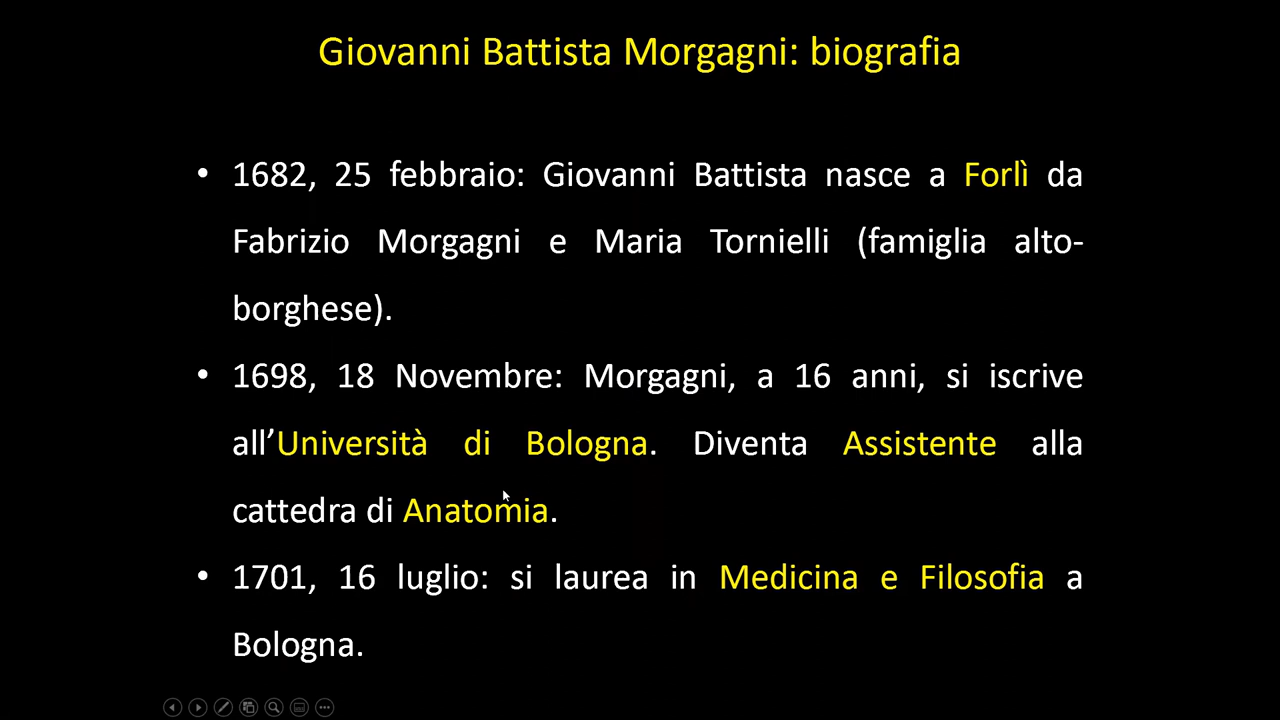 Giovanni Battista Morgagni: biografia
• 1682, 25 febbraio: Giovanni Battista nasce a Forlì da
Fabrizio Morgagni e Maria Tornielli (famiglia alto-
borghese).
• 1698, 18 Novembre: Morgagni, a 16 anni, si iscrive
all’Università di Bologna. Diventa Assistente alla
cattedra di Anatomia.
• 1701, 16 luglio: si laurea in Medicina e Filosofia a
Bologna.